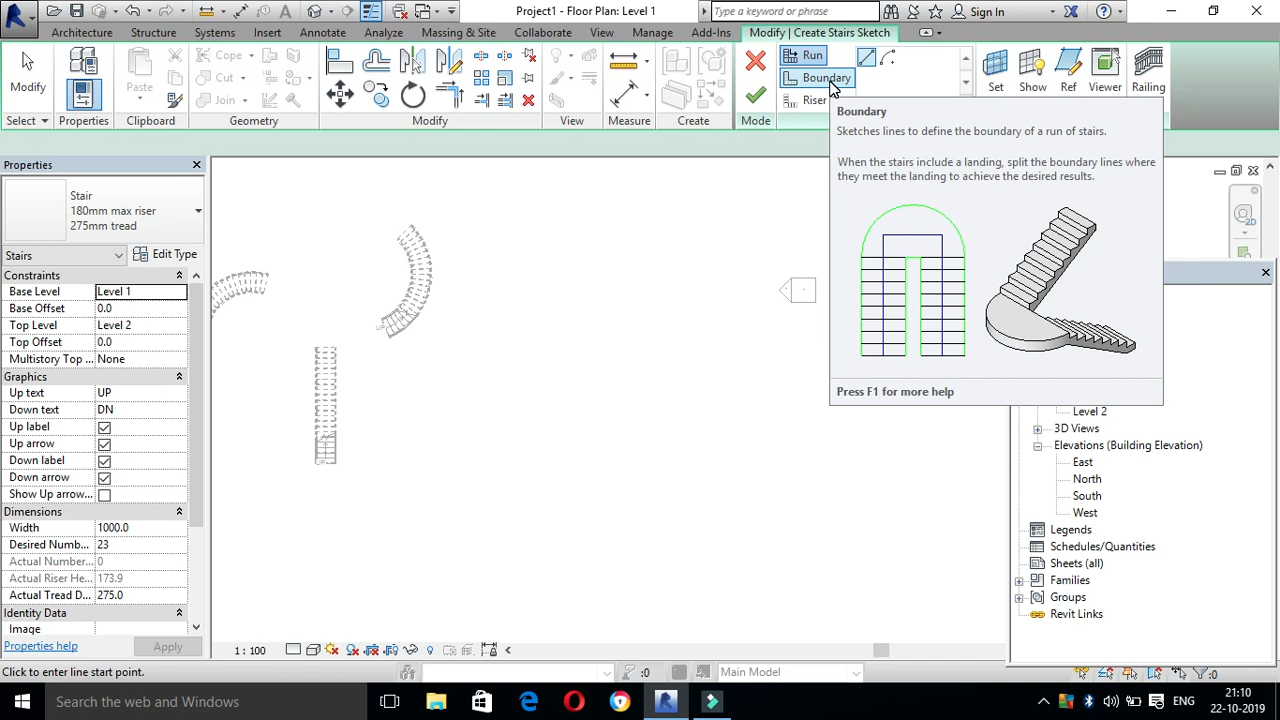 Project1 - Floor Plan: Level 1
Type a keyword or phrase
Sign In
Architecture Structure Systems Insert Annotate Analyze Massing & Site Collaborate View Manage Add-Ins Modify | Create Stairs Sketch
Modify
Paste
Cope
Cut
Join
Run
Boundary
Riser
Set Show Ref Viewer Railing
Select Properties Clipboard Geometry Modify View Measure Create Mode
Boundary
Sketches lines to define the boundary of a run of stairs.
When the stairs include a landing, split the boundary lines where
they meet the landing to achieve the desired results.
Press F1 for more help
Properties
Stair
180mm max riser
275mm tread
Stairs
Edit Type
Constraints
Base Level Level 1
Base Offset 0.0
Top Level Level 2
Top Offset 0.0
Multistory Top ... None
Graphics
Up text UP
Down text DN
Up label
Up arrow
Down label
Down arrow
Show Up arrow...
Dimensions
Width 1000.0
Desired Numb... 23
Actual Number... 0
Actual Riser He... 173.9
Actual Tread D... 275.0
Identity Data
Image
Properties help
Apply
Level 2
3D Views
Elevations (Building Elevation)
East
North
South
West
Legends
Schedules/Quantities
Sheets (all)
Families
Groups
Revit Links
1 : 100
Click to enter line start point.
:0
Main Model
:0
Search the web and Windows
ENG
21:10
22-10-2019